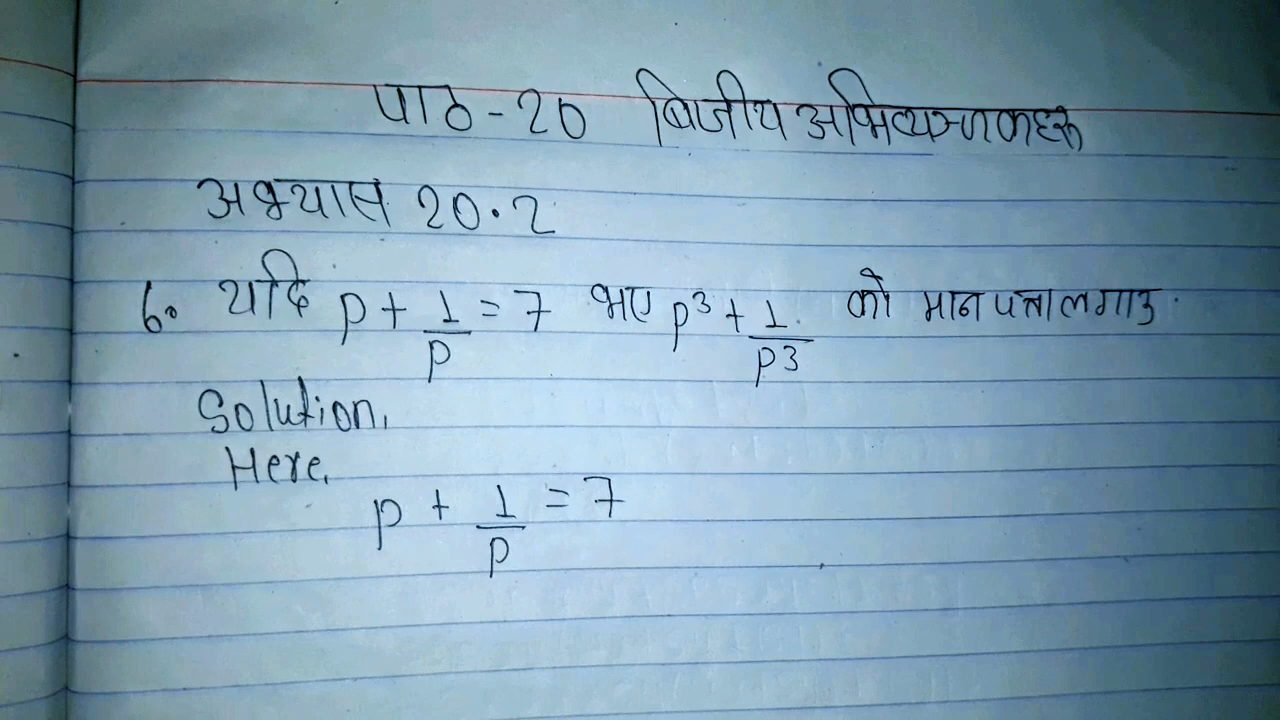 पाठ-20 बिजीय अभिव्यञ्जकहरू
अभ्यास 20.2
6. यदि p + 1/p = 7 भए p³ + 1/p³ को मान पत्ता लगाउ.
Solution,
Here,
p + 1/p = 7